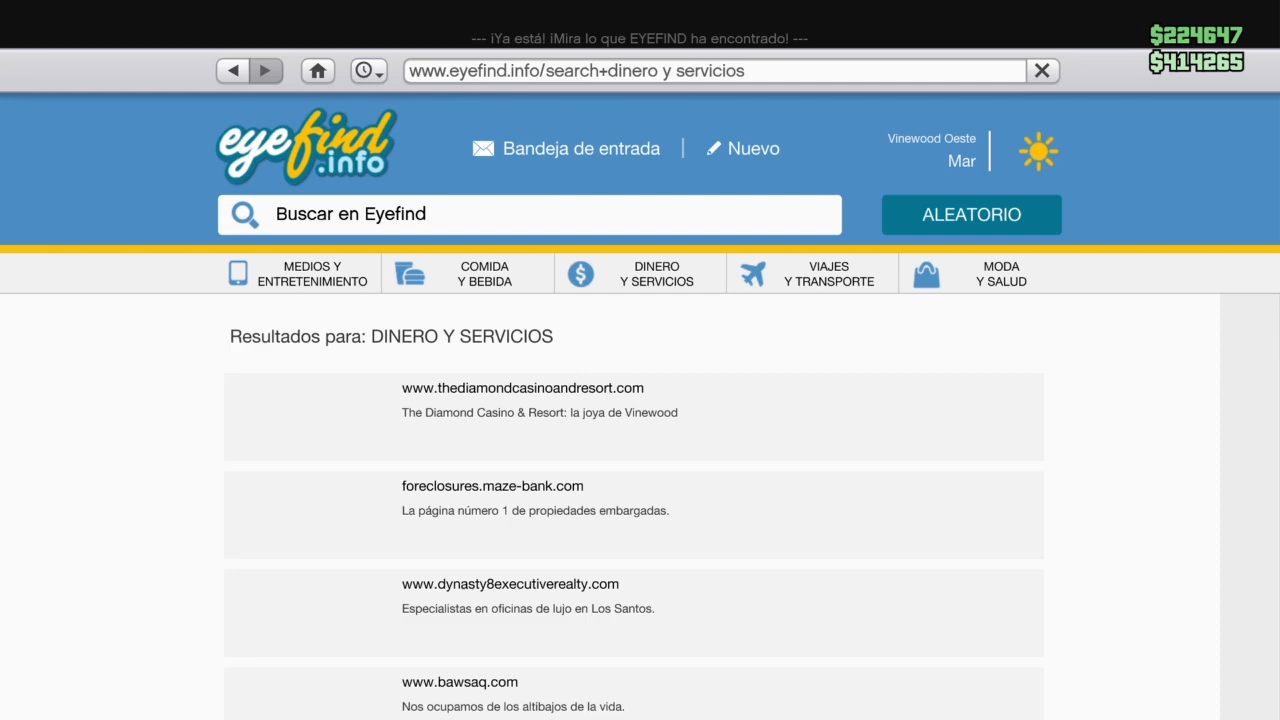 --- ¡Ya está! ¡Mira lo que EYEFIND ha encontrado! ---
$224647
$414265
www.eyefind.info/search+dinero y servicios
eyefind
.info
Bandeja de entrada
Nuevo
Vinewood Oeste
Mar
Buscar en Eyefind
ALEATORIO
MEDIOS Y
ENTRETENIMIENTO
COMIDA
Y BEBIDA
DINERO
Y SERVICIOS
VIAJES
Y TRANSPORTE
MODA
Y SALUD
Resultados para: DINERO Y SERVICIOS
www.thediamondcasinoandresort.com
The Diamond Casino & Resort: la joya de Vinewood
foreclosures.maze-bank.com
La página número 1 de propiedades embargadas.
www.dynasty8executiverealty.com
Especialistas en oficinas de lujo en Los Santos.
www.bawsaq.com
Nos ocupamos de los altibajos de la vida.